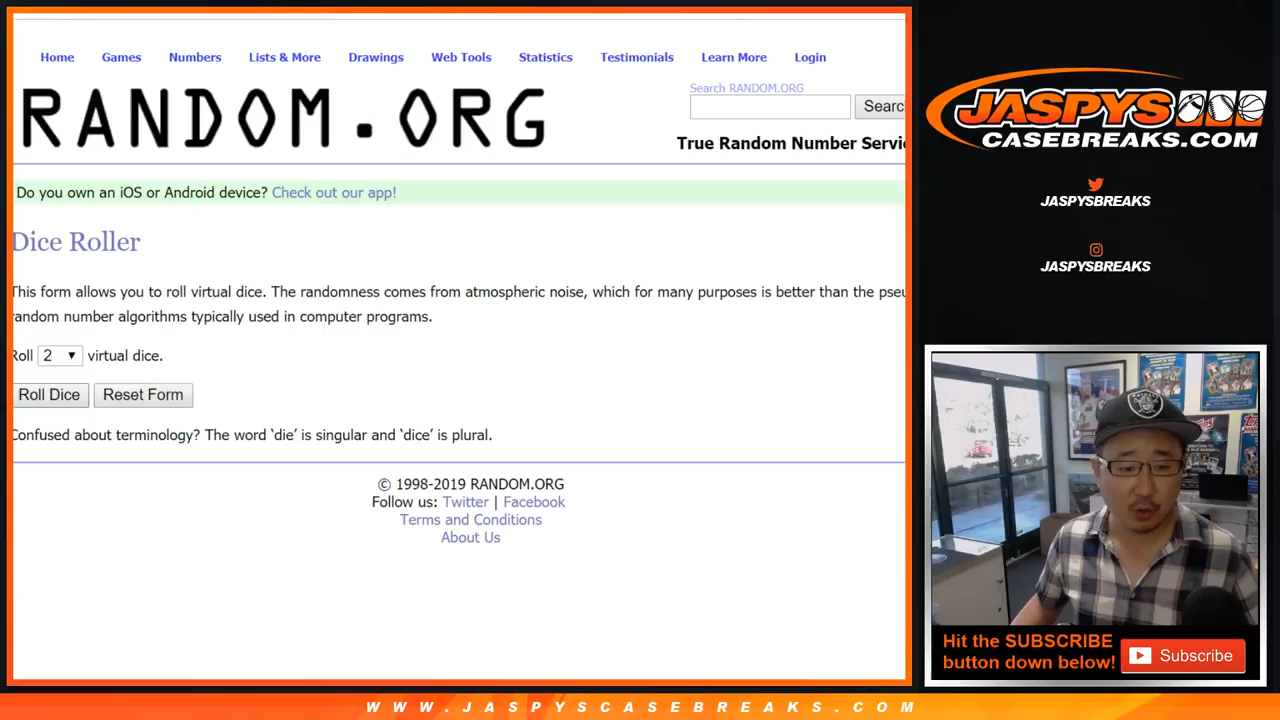 Home Games Numbers Lists & More Drawings Web Tools Statistics Testimonials Learn More Login
RANDOM.ORG
Search RANDOM.ORG
Searc
True Random Number Servi
Do you own an iOS or Android device? Check out our app!
Dice Roller
This form allows you to roll virtual dice. The randomness comes from atmospheric noise, which for many purposes is better than the pseu
random number algorithms typically used in computer programs.
Roll 2 virtual dice.
Roll Dice Reset Form
Confused about terminology? The word ‘die’ is singular and ‘dice’ is plural.
© 1998-2019 RANDOM.ORG
Follow us: Twitter | Facebook
Terms and Conditions
About Us
JASPYS
CASEBREAKS.COM
JASPYSBREAKS
JASPYSBREAKS
Hit the SUBSCRIBE
button down below!
Subscribe
WWW.JASPYSCASEBREAKS.COM